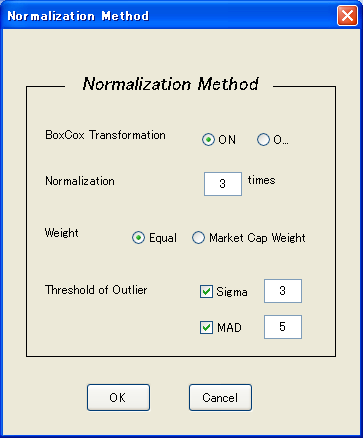 Normalization Method
Normalization Method
BoxCox Transformation ON O...
Normalization 3 times
Weight Equal Market Cap Weight
Threshold of Outlier Sigma 3
MAD 5
OK Cancel